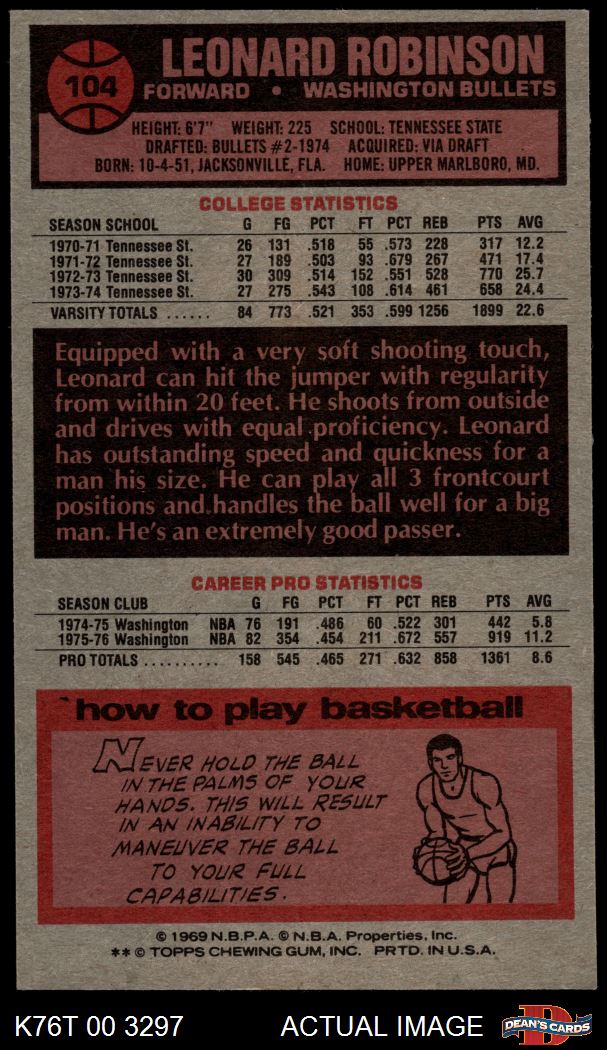 104
LEONARD ROBINSON
FORWARD • WASHINGTON BULLETS
HEIGHT: 6'7" WEIGHT: 225 SCHOOL: TENNESSEE STATE
DRAFTED: BULLETS #2-1974 ACQUIRED: VIA DRAFT
BORN: 10-4-51, JACKSONVILLE, FLA. HOME: UPPER MARLBORO, MD.
COLLEGE STATISTICS
SEASON SCHOOL G FG PCT FT PCT REB PTS AVG
1970-71 Tennessee St. 26 131 .518 55 .573 228 317 12.2
1971-72 Tennessee St. 27 189 .503 93 .679 267 471 17.4
1972-73 Tennessee St. 30 309 .514 152 .551 528 770 25.7
1973-74 Tennessee St. 27 275 .543 108 .614 461 658 24.4
VARSITY TOTALS ...... 84 773 .521 353 .599 1256 1899 22.6
Equipped with a very soft shooting touch,
Leonard can hit the jumper with regularity
from within 20 feet. He shoots from outside
and drives with equal proficiency. Leonard
has outstanding speed and quickness for a
man his size. He can play all 3 frontcourt
positions and handles the ball well for a big
man. He's an extremely good passer.
CAREER PRO STATISTICS
SEASON CLUB G FG PCT FT PCT REB PTS AVG
1974-75 Washington NBA 76 191 .486 60 .522 301 442 5.8
1975-76 Washington NBA 82 354 .454 211 .672 557 919 11.2
PRO TOTALS .......... 158 545 .465 271 .632 858 1361 8.6
how to play basketball
NEVER HOLD THE BALL
IN THE PALMS OF YOUR
HANDS. THIS WILL RESULT
IN AN INABILITY TO
MANEUVER THE BALL
TO YOUR FULL
CAPABILITIES.
© 1969 N.B.P.A. © N.B.A. Properties, Inc.
** © TOPPS CHEWING GUM, INC. PRTD. IN U.S.A.
K76T 00 3297 ACTUAL IMAGE DEAN'S CARDS